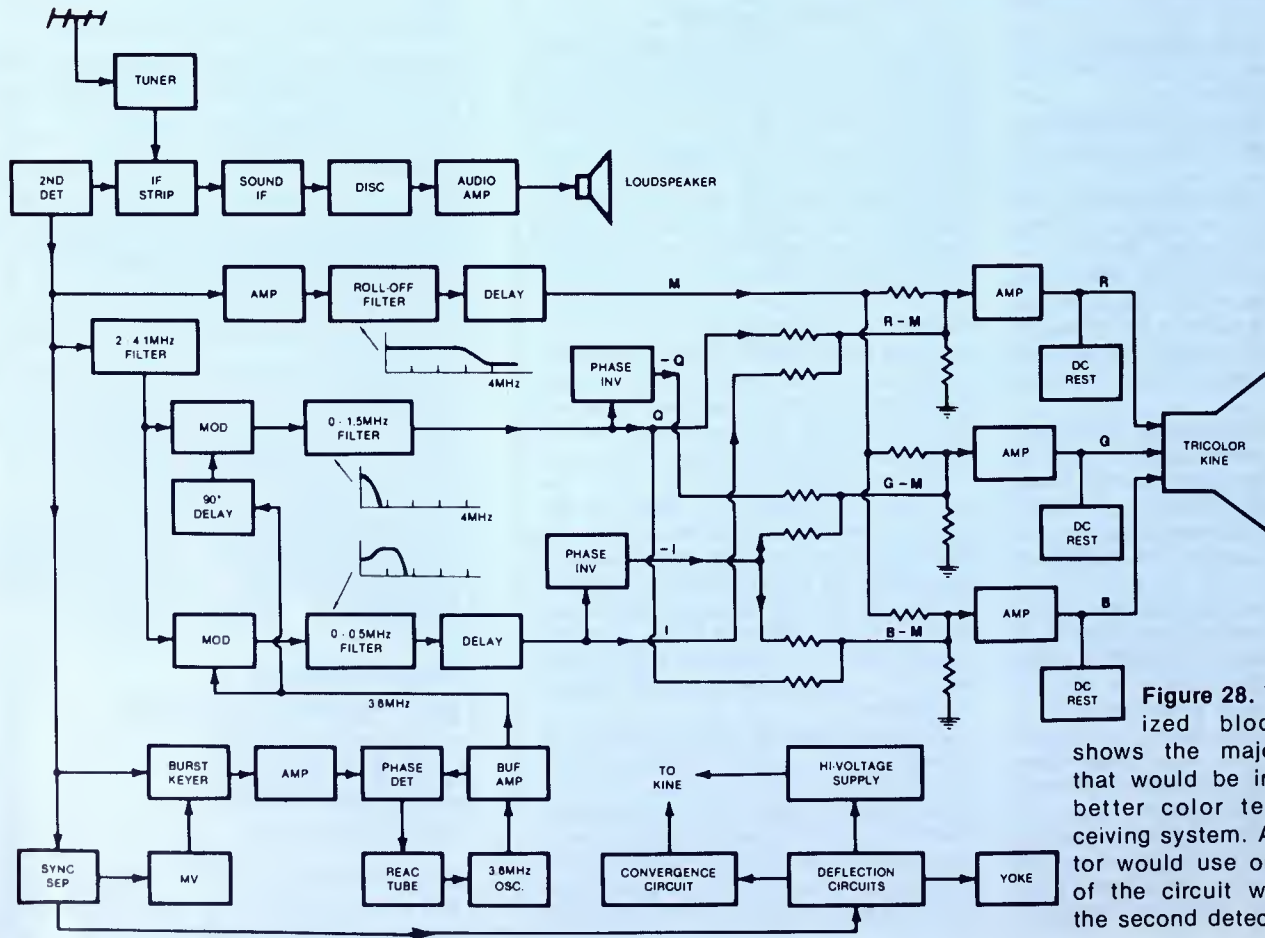 TUNER
2ND
DET
IF
STRIP
SOUND
IF
DISC
AUDIO
AMP
LOUDSPEAKER
AMP
ROLL-OFF
FILTER
DELAY
M
4MHz
2 - 4.1MHz
FILTER
MOD
0 - 1.5MHz
FILTER
4MHz
90°
DELAY
PHASE
INV
-Q
Q
MOD
0 - 0.5MHz
FILTER
DELAY
PHASE
INV
-I
I
3.8MHz
R - M
G - M
B - M
AMP
R
DC
REST
AMP
G
DC
REST
AMP
B
DC
REST
TRICOLOR
KINE
BURST
KEYER
AMP
PHASE
DET
BUF
AMP
SYNC
SEP
MV
REAC
TUBE
3.8MHz
OSC.
TO
KINE
HI-VOLTAGE
SUPPLY
CONVERGENCE
CIRCUIT
DEFLECTION
CIRCUITS
YOKE
Figure 28.
ized bloc
shows the maj
that would be i
better color te
ceiving system. A
tor would use o
of the circuit w
the second detec